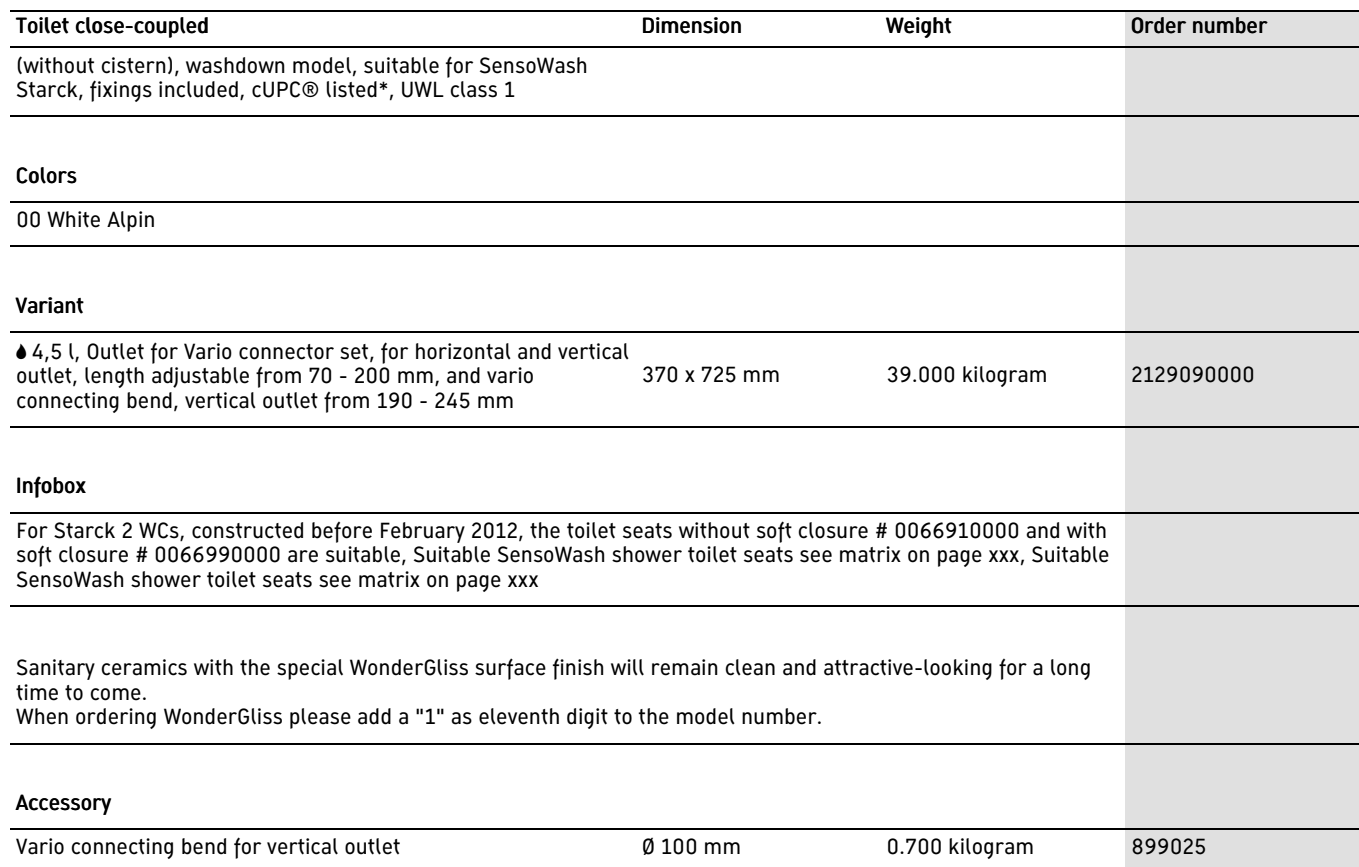 Toilet close-coupled Dimension Weight Order number
(without cistern), washdown model, suitable for SensoWash
Starck, fixings included, cUPC® listed*, UWL class 1
Colors
00 White Alpin
Variant
4,5 l, Outlet for Vario connector set, for horizontal and vertical
outlet, length adjustable from 70 - 200 mm, and vario 370 x 725 mm 39.000 kilogram 2129090000
connecting bend, vertical outlet from 190 - 245 mm
Infobox
For Starck 2 WCs, constructed before February 2012, the toilet seats without soft closure # 0066910000 and with
soft closure # 0066990000 are suitable, Suitable SensoWash shower toilet seats see matrix on page xxx, Suitable
SensoWash shower toilet seats see matrix on page xxx
Sanitary ceramics with the special WonderGliss surface finish will remain clean and attractive-looking for a long
time to come.
When ordering WonderGliss please add a "1" as eleventh digit to the model number.
Accessory
Vario connecting bend for vertical outlet Ø 100 mm 0.700 kilogram 899025